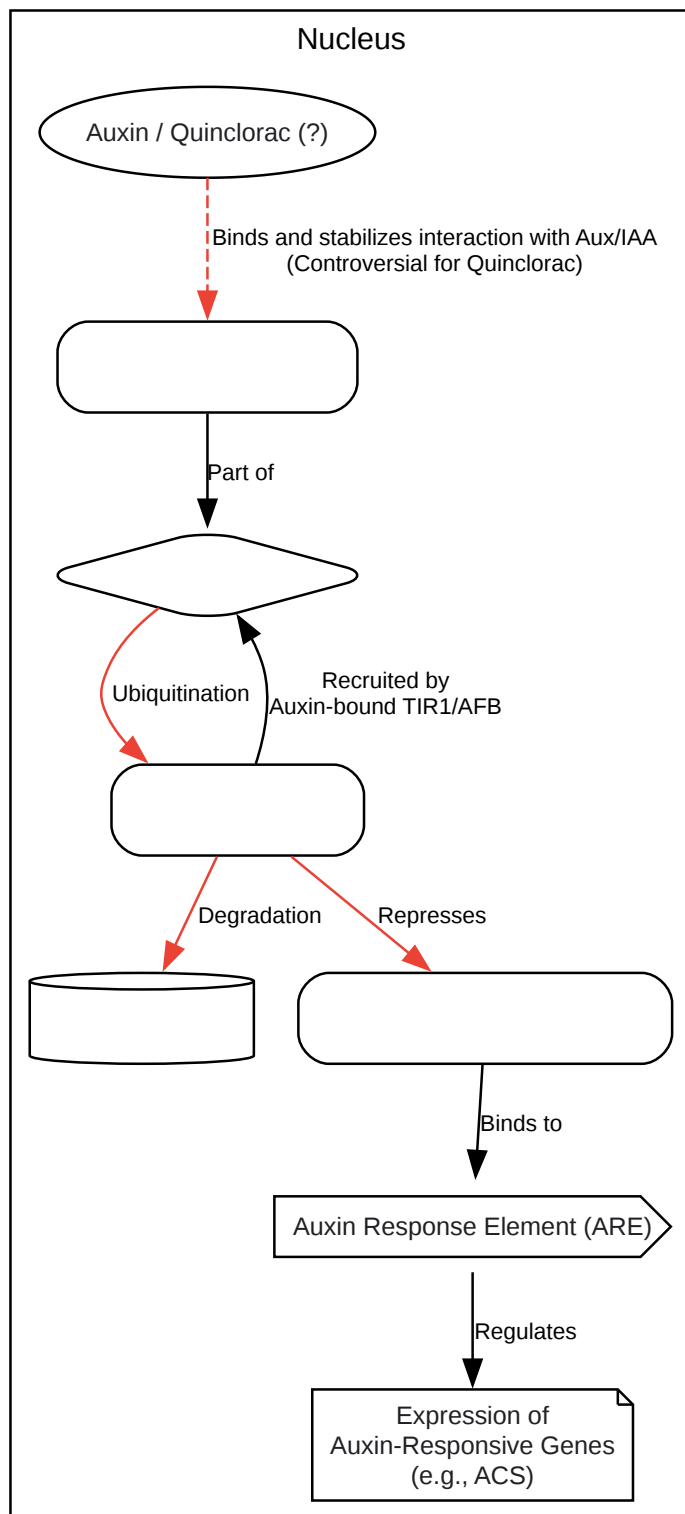 Nucleus
Auxin / Quinclorac (?)
Binds and stabilizes interaction with Aux/IAA
(Controversial for Quinclorac)
Part of
Ubiquitination
Recruited by
Auxin-bound TIR1/AFB
Degradation
Represses
Binds to
Auxin Response Element (ARE)
Regulates
Expression of
Auxin-Responsive Genes
(e.g., ACS)